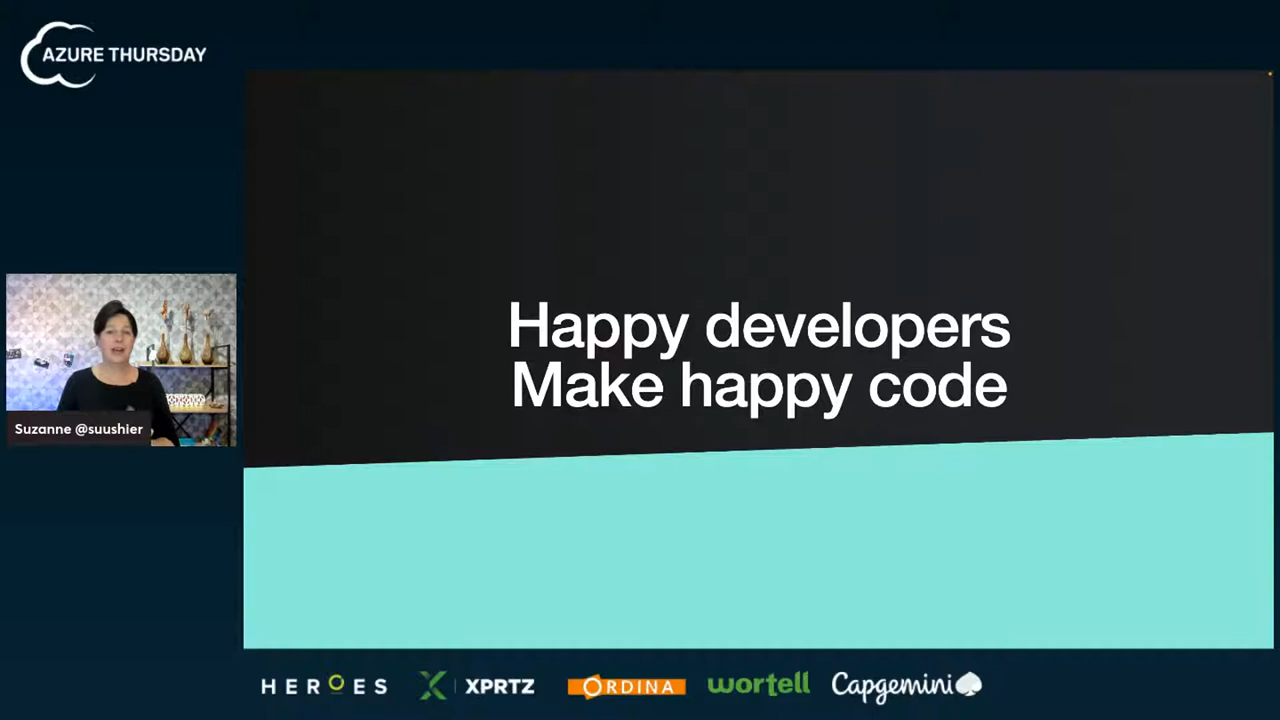 AZURE THURSDAY
Happy developers
Make happy code
Suzanne @suushier
HEROES
XPRTZ
ORDINA
wortell
Capgemini